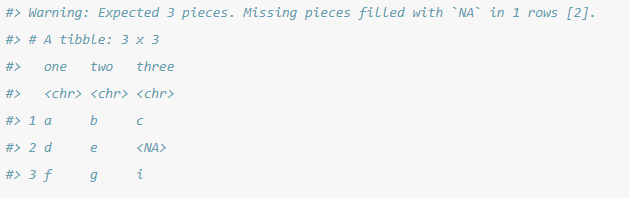 #> Warning: Expected 3 pieces. Missing pieces filled with `NA` in 1 rows [2].
#> # A tibble: 3 x 3
#>   one   two   three
#>   <chr> <chr> <chr>
#> 1 a     b     c
#> 2 d     e     <NA>
#> 3 f     g     i